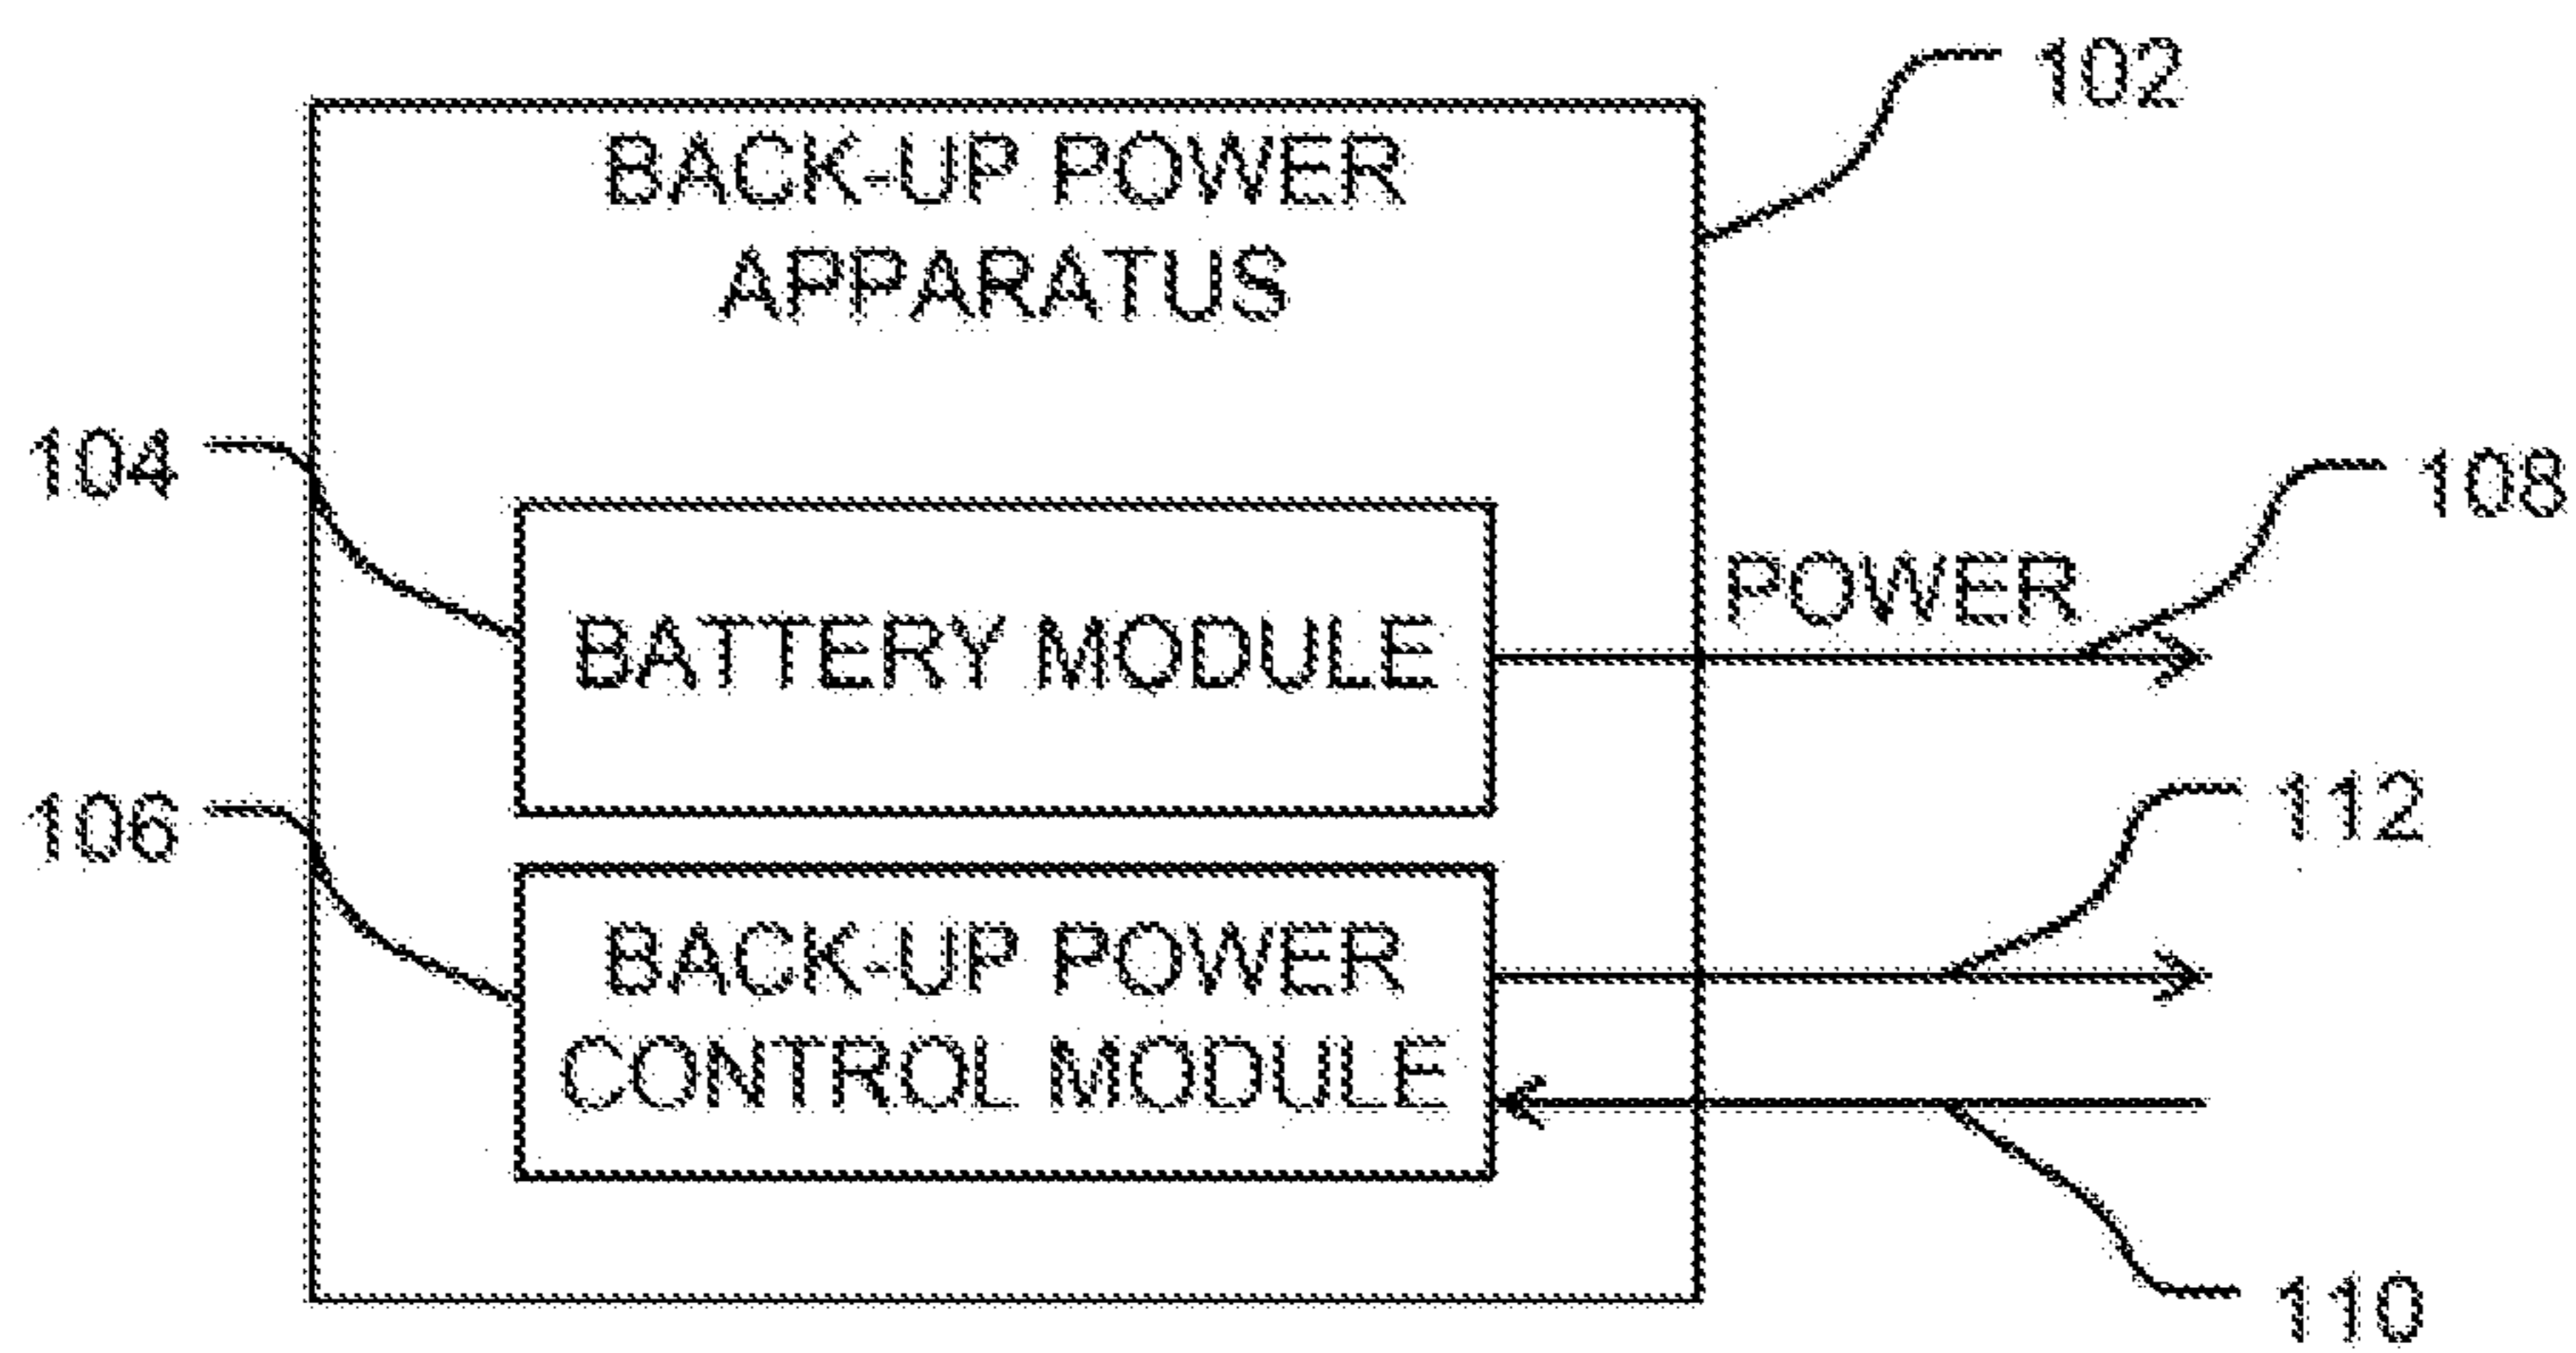 102
BACK-UP POWER
APPARATUS
104
108
POWER
BATTERY MODULE
112
106
BACK-UP POWER
CONTROL MODULE
110